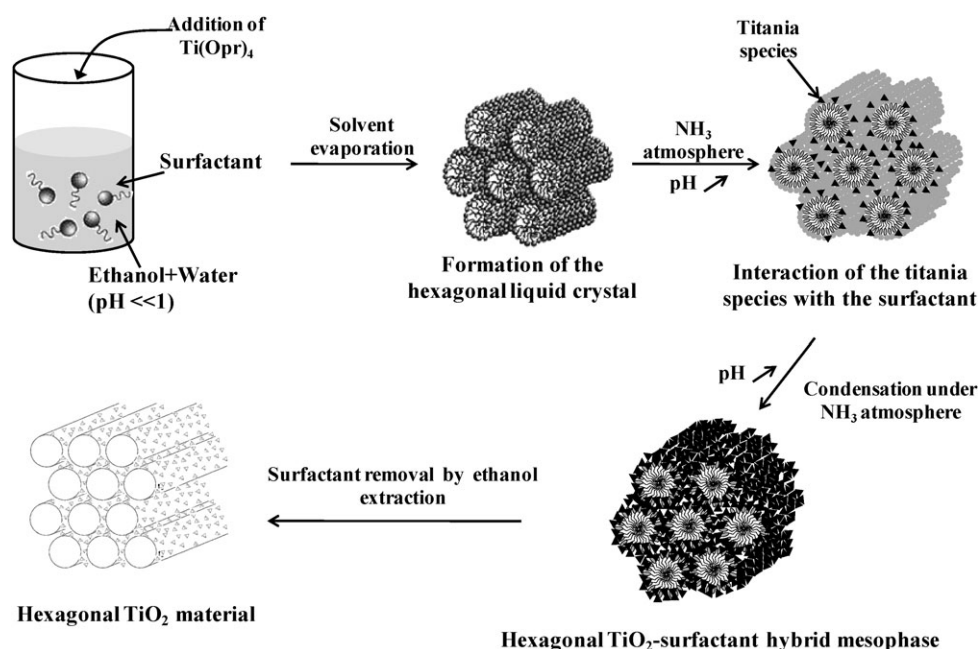 Addition of
Ti(Opr)₄
Surfactant
Ethanol+Water
(pH <<1)
Solvent
evaporation
Formation of the
hexagonal liquid crystal
NH₃
atmosphere
pH ↗
Titania
species
Interaction of the titania
species with the surfactant
pH ↗
Condensation under
NH₃ atmosphere
Hexagonal TiO₂-surfactant hybrid mesophase
Surfactant removal by ethanol
extraction
Hexagonal TiO₂ material